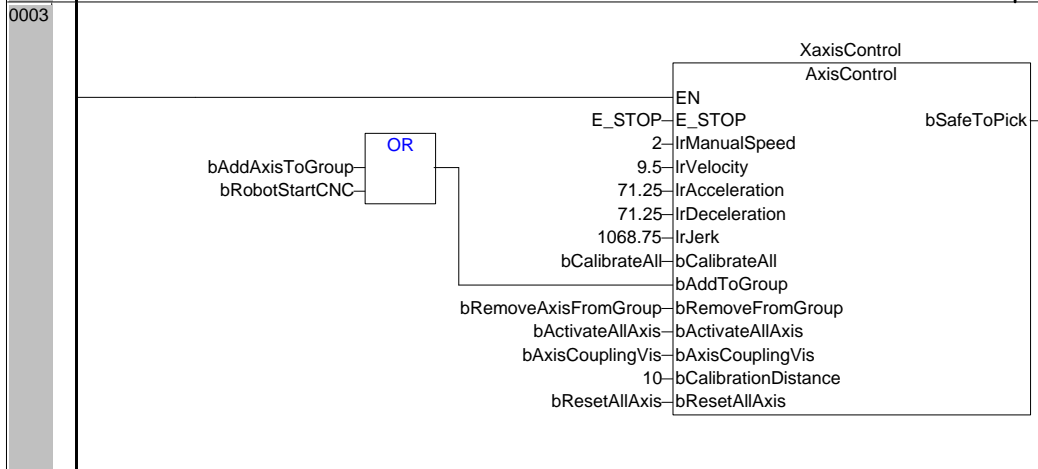 0003
XaxisControl
AxisControl
EN
E_STOP E_STOP bSafeToPick
OR
2 lrManualSpeed
bAddAxisToGroup 9.5 lrVelocity
bRobotStartCNC 71.25 lrAcceleration
71.25 lrDeceleration
1068.75 lrJerk
bCalibrateAll bCalibrateAll
bAddToGroup
bRemoveAxisFromGroup bRemoveFromGroup
bActivateAllAxis bActivateAllAxis
bAxisCouplingVis bAxisCouplingVis
10 bCalibrationDistance
bResetAllAxis bResetAllAxis